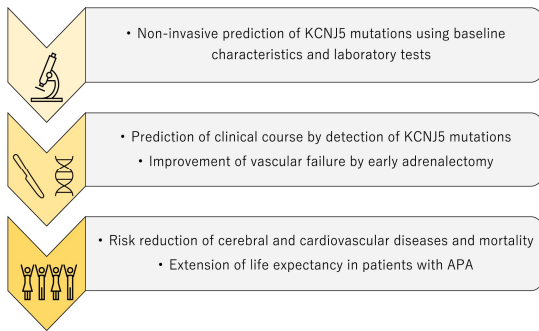 • Non-invasive prediction of KCNJ5 mutations using baseline
characteristics and laboratory tests
• Prediction of clinical course by detection of KCNJ5 mutations
• Improvement of vascular failure by early adrenalectomy
• Risk reduction of cerebral and cardiovascular diseases and mortality
• Extension of life expectancy in patients with APA